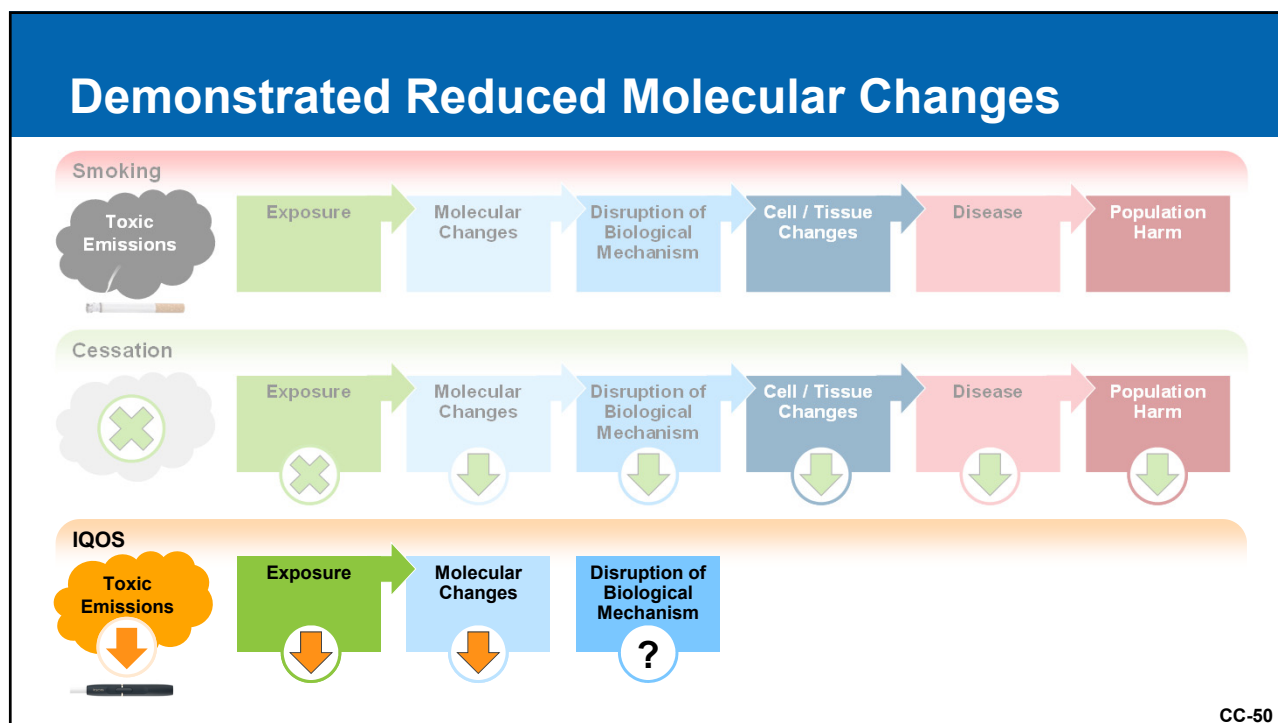 Demonstrated Reduced Molecular Changes
Smoking
Toxic
Emissions
Exposure
Molecular
Changes
Disruption of
Biological
Mechanism
Cell / Tissue
Changes
Disease
Population
Harm
Cessation
Exposure
Molecular
Changes
Disruption of
Biological
Mechanism
Cell / Tissue
Changes
Disease
Population
Harm
IQOS
Toxic
Emissions
Exposure
Molecular
Changes
Disruption of
Biological
Mechanism
?
CC-50